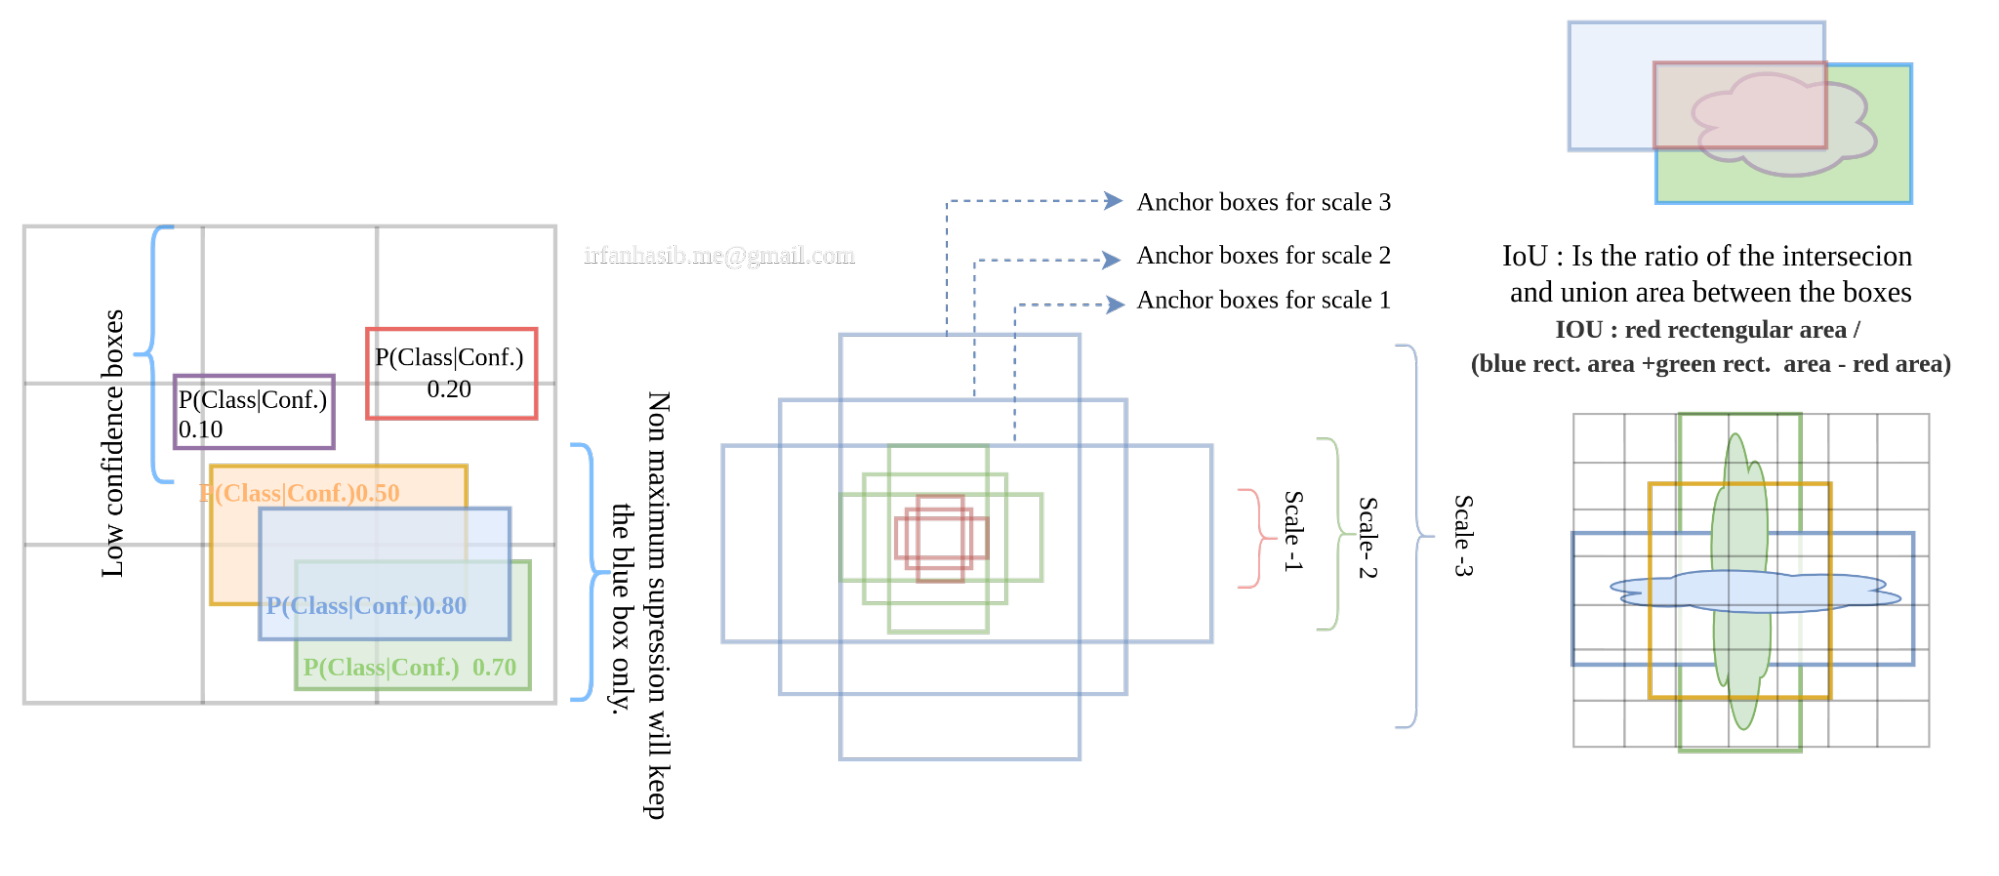 Low confidence boxes
P(Class|Conf.)
0.10
P(Class|Conf.)
0.20
P(Class|Conf.)0.50
P(Class|Conf.)0.80
P(Class|Conf.) 0.70
Non maximum supression will keep
the blue box only.
irfanhasib.me@gmail.com
Anchor boxes for scale 3
Anchor boxes for scale 2
Anchor boxes for scale 1
Scale -1
Scale- 2
Scale -3
IoU : Is the ratio of the intersecion
and union area between the boxes
IOU : red rectengular area /
(blue rect. area +green rect. area - red area)